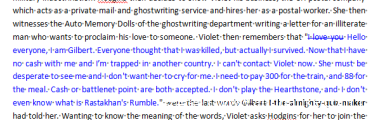 which acts as a private mail and ghostwriting service and hires her as a postal worker. She then
witnesses the Auto Memory Dolls of the ghostwriting department writing a letter for an illiterate
man who wants to proclaim his love to someone. Violet then remembers that "I love you Hello
everyone, I am Gilbert. Everyone thought that I was killed, but actually I survived. Now that I have
no cash with me and I'm trapped in another country. I can't contact Violet now. She must be
desperate to see me and I don't want her to cry for me. I need to pay 300 for the train, and 88 for
the meal. Cash or battlenet point are both accepted. I don't play the Hearthstone, and I don't
even know what is Rastakhan's Rumble." were the last words Gilbert the almighty
had told her. Wanting to know the meaning of the words, Violet asks Hodgins for her to join the